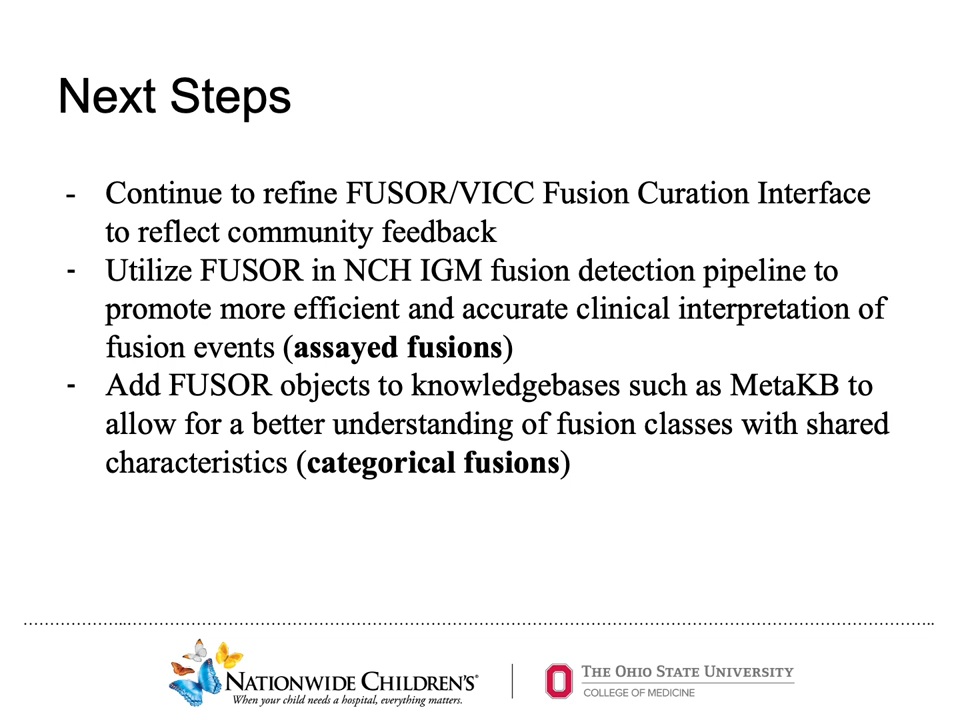 Next Steps
- Continue to refine FUSOR/VICC Fusion Curation Interface
to reflect community feedback
- Utilize FUSOR in NCH IGM fusion detection pipeline to
promote more efficient and accurate clinical interpretation of
fusion events (assayed fusions)
- Add FUSOR objects to knowledgebases such as MetaKB to
allow for a better understanding of fusion classes with shared
characteristics (categorical fusions)
NATIONWIDE CHILDREN'S®
When your child needs a hospital, everything matters.
THE OHIO STATE UNIVERSITY
COLLEGE OF MEDICINE